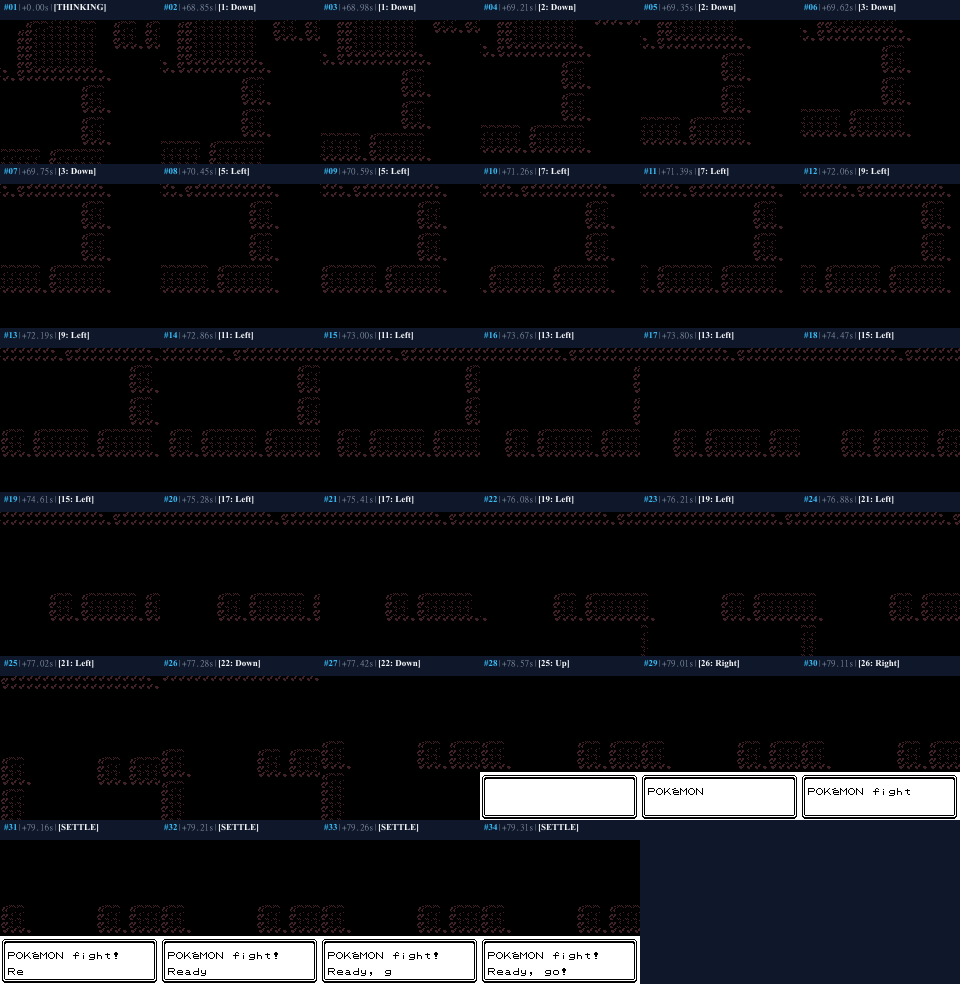 #01|+0.00s|[THINKING]
#02|+68.85s|[1: Down]
#03|+68.98s|[1: Down]
#04|+69.21s|[2: Down]
#05|+69.35s|[2: Down]
#06|+69.62s|[3: Down]
#07|+69.75s|[3: Down]
#08|+70.45s|[5: Left]
#09|+70.59s|[5: Left]
#10|+71.26s|[7: Left]
#11|+71.39s|[7: Left]
#12|+72.06s|[9: Left]
#13|+72.19s|[9: Left]
#14|+72.86s|[11: Left]
#15|+73.00s|[11: Left]
#16|+73.67s|[13: Left]
#17|+73.80s|[13: Left]
#18|+74.47s|[15: Left]
#19|+74.61s|[15: Left]
#20|+75.28s|[17: Left]
#21|+75.41s|[17: Left]
#22|+76.08s|[19: Left]
#23|+76.21s|[19: Left]
#24|+76.88s|[21: Left]
#25|+77.02s|[21: Left]
#26|+77.28s|[22: Down]
#27|+77.42s|[22: Down]
#28|+78.57s|[25: Up]
#29|+79.01s|[26: Right]
#30|+79.11s|[26: Right]
POKéMON
POKéMON fight
#31|+79.16s|[SETTLE]
#32|+79.21s|[SETTLE]
#33|+79.26s|[SETTLE]
#34|+79.31s|[SETTLE]
POKéMON fight!
Re
POKéMON fight!
Ready
POKéMON fight!
Ready, g
POKéMON fight!
Ready, go!